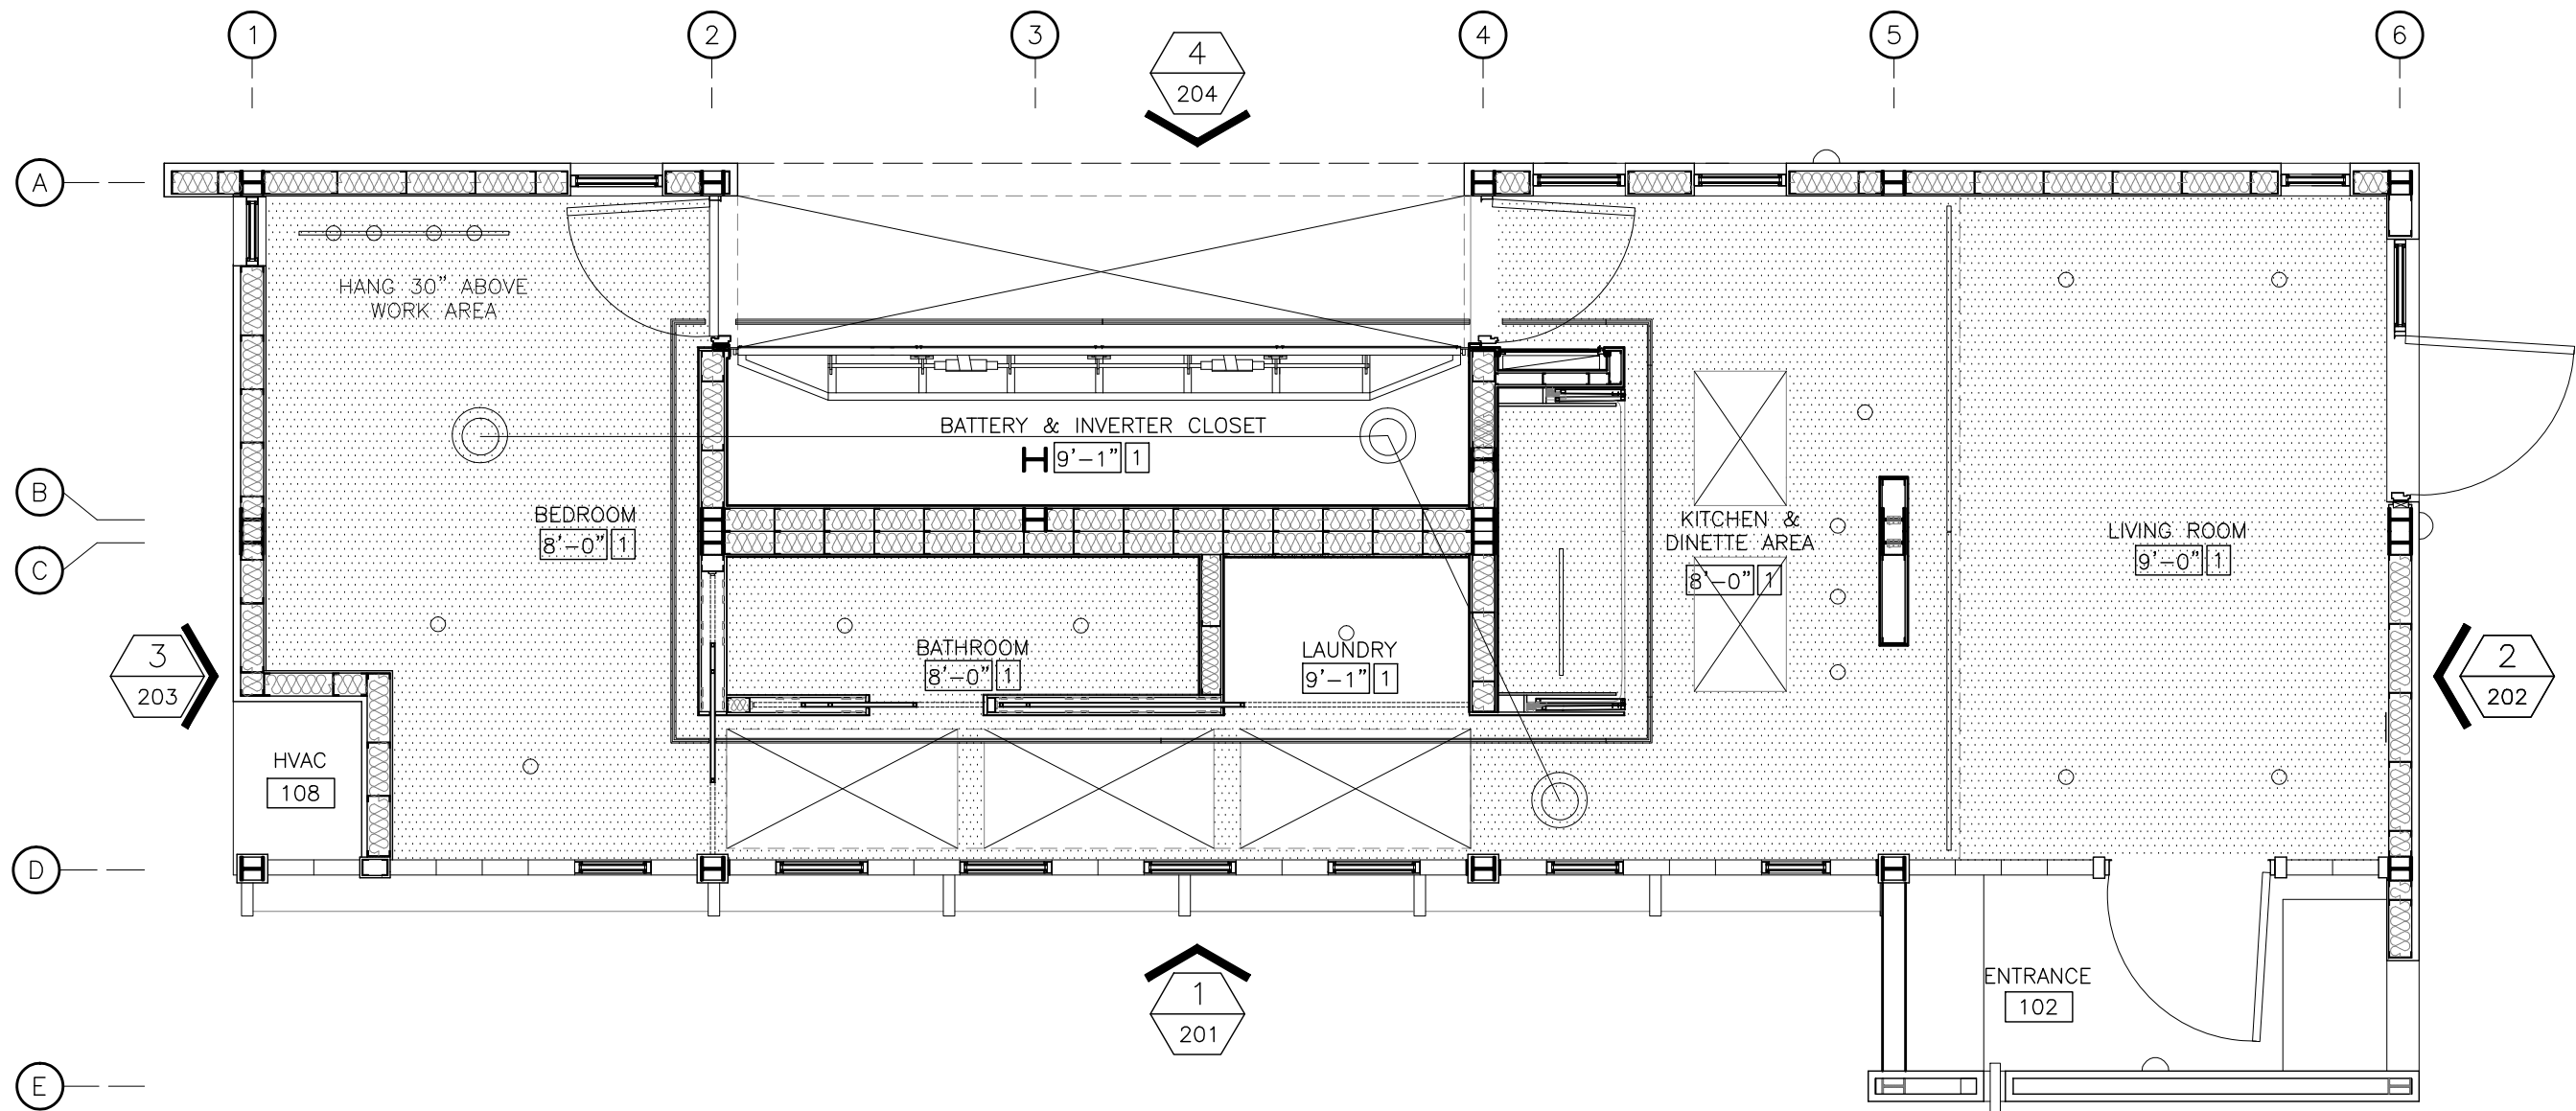 1
2
3
4
5
6
4
204
A
HANG 30" ABOVE
WORK AREA
BATTERY & INVERTER CLOSET
9'-1" 1
B
BEDROOM
8'-0" 1
KITCHEN &
DINETTE AREA
8'-0" 1
LIVING ROOM
9'-0" 1
C
3
203
BATHROOM
8'-0" 1
LAUNDRY
9'-1" 1
2
202
HVAC
108
D
1
201
ENTRANCE
102
E